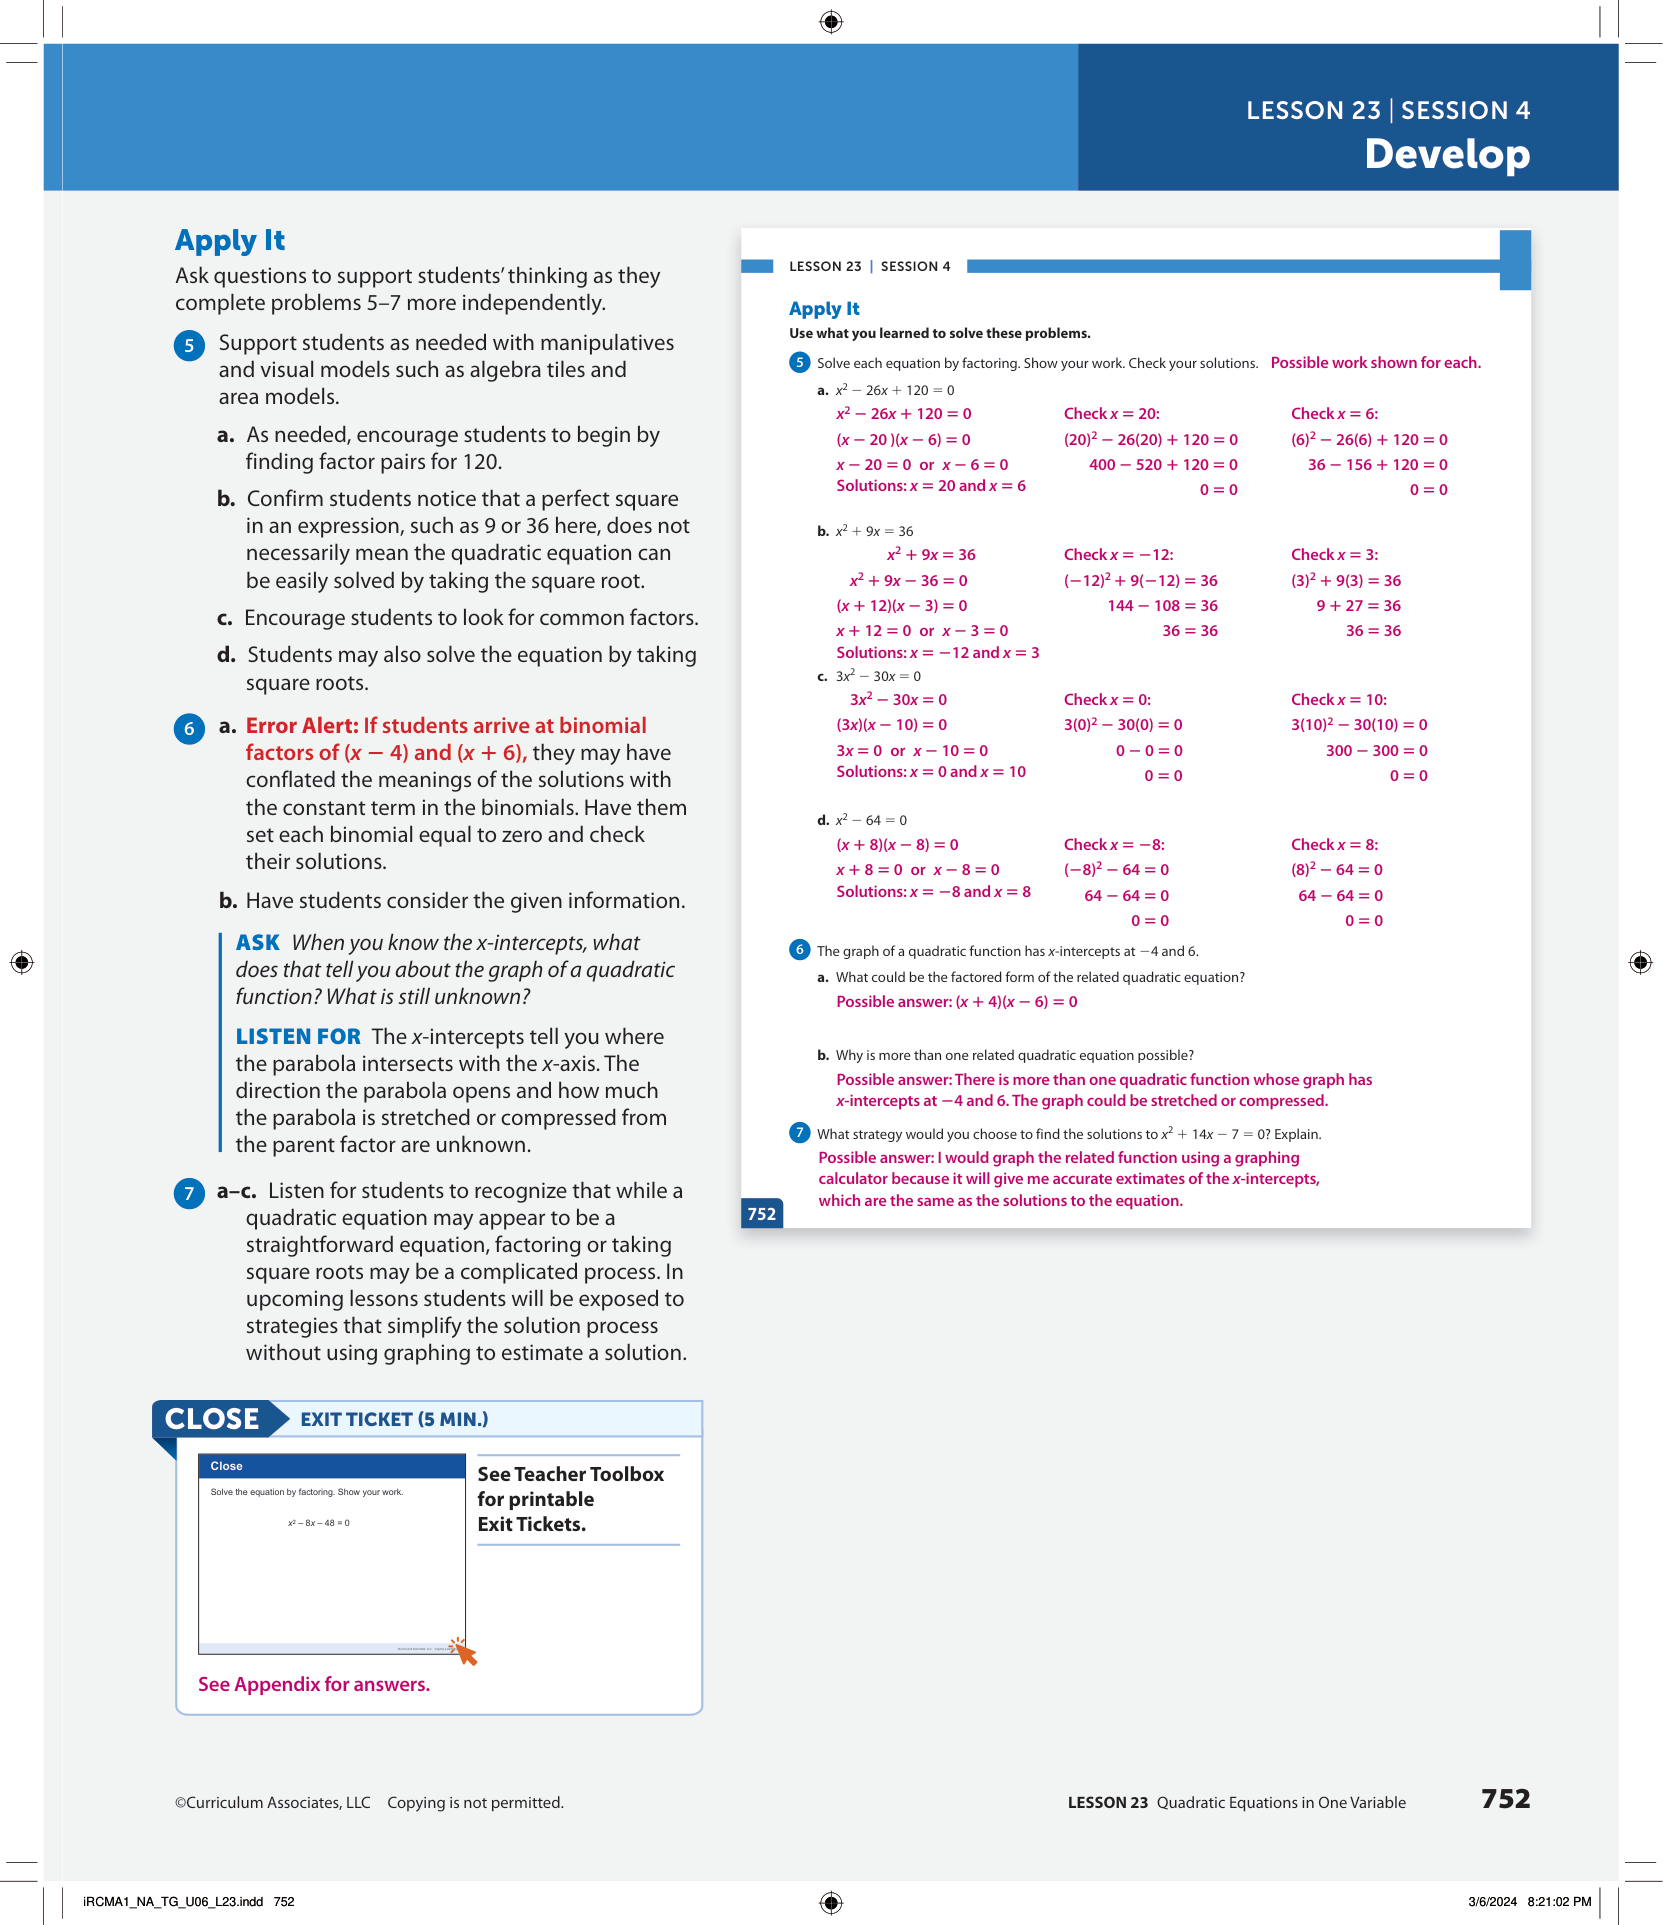 LESSON 23 | SESSION 4
Develop
Apply It
Ask questions to support students’ thinking as they
complete problems 5–7 more independently.
5 Support students as needed with manipulatives
and visual models such as algebra tiles and
area models.
a. As needed, encourage students to begin by
finding factor pairs for 120.
b. Confirm students notice that a perfect square
in an expression, such as 9 or 36 here, does not
necessarily mean the quadratic equation can
be easily solved by taking the square root.
c. Encourage students to look for common factors.
d. Students may also solve the equation by taking
square roots.
6 a. Error Alert: If students arrive at binomial
factors of (x − 4) and (x + 6), they may have
conflated the meanings of the solutions with
the constant term in the binomials. Have them
set each binomial equal to zero and check
their solutions.
b. Have students consider the given information.
ASK When you know the x-intercepts, what
does that tell you about the graph of a quadratic
function? What is still unknown?
LISTEN FOR The x-intercepts tell you where
the parabola intersects with the x-axis. The
direction the parabola opens and how much
the parabola is stretched or compressed from
the parent factor are unknown.
7 a–c. Listen for students to recognize that while a
quadratic equation may appear to be a
straightforward equation, factoring or taking
square roots may be a complicated process. In
upcoming lessons students will be exposed to
strategies that simplify the solution process
without using graphing to estimate a solution.
CLOSE EXIT TICKET (5 MIN.)
Close
Solve the equation by factoring. Show your work.
x² – 8x – 48 = 0
See Teacher Toolbox
for printable
Exit Tickets.
See Appendix for answers.
LESSON 23 | SESSION 4
Apply It
Use what you learned to solve these problems.
5 Solve each equation by factoring. Show your work. Check your solutions. Possible work shown for each.
a. x² − 26x + 120 = 0
x² − 26x + 120 = 0 Check x = 20: Check x = 6:
(x − 20 )(x − 6) = 0 (20)² − 26(20) + 120 = 0 (6)² − 26(6) + 120 = 0
x − 20 = 0 or x − 6 = 0 400 − 520 + 120 = 0 36 − 156 + 120 = 0
Solutions: x = 20 and x = 6 0 = 0 0 = 0
b. x² + 9x = 36
x² + 9x = 36 Check x = −12: Check x = 3:
x² + 9x − 36 = 0 (−12)² + 9(−12) = 36 (3)² + 9(3) = 36
(x + 12)(x − 3) = 0 144 − 108 = 36 9 + 27 = 36
x + 12 = 0 or x − 3 = 0 36 = 36 36 = 36
Solutions: x = −12 and x = 3
c. 3x² − 30x = 0
3x² − 30x = 0 Check x = 0: Check x = 10:
(3x)(x − 10) = 0 3(0)² − 30(0) = 0 3(10)² − 30(10) = 0
3x = 0 or x − 10 = 0 0 − 0 = 0 300 − 300 = 0
Solutions: x = 0 and x = 10 0 = 0 0 = 0
d. x² − 64 = 0
(x + 8)(x − 8) = 0 Check x = −8: Check x = 8:
x + 8 = 0 or x − 8 = 0 (−8)² − 64 = 0 (8)² − 64 = 0
Solutions: x = −8 and x = 8 64 − 64 = 0 64 − 64 = 0
0 = 0 0 = 0
6 The graph of a quadratic function has x-intercepts at −4 and 6.
a. What could be the factored form of the related quadratic equation?
Possible answer: (x + 4)(x − 6) = 0
b. Why is more than one related quadratic equation possible?
Possible answer: There is more than one quadratic function whose graph has
x-intercepts at −4 and 6. The graph could be stretched or compressed.
7 What strategy would you choose to find the solutions to x² + 14x − 7 = 0? Explain.
Possible answer: I would graph the related function using a graphing
calculator because it will give me accurate estimates of the x-intercepts,
which are the same as the solutions to the equation.
752
©Curriculum Associates, LLC Copying is not permitted.
LESSON 23 Quadratic Equations in One Variable 752
iRCMA1_NA_TG_U06_L23.indd 752
3/6/2024 8:21:02 PM